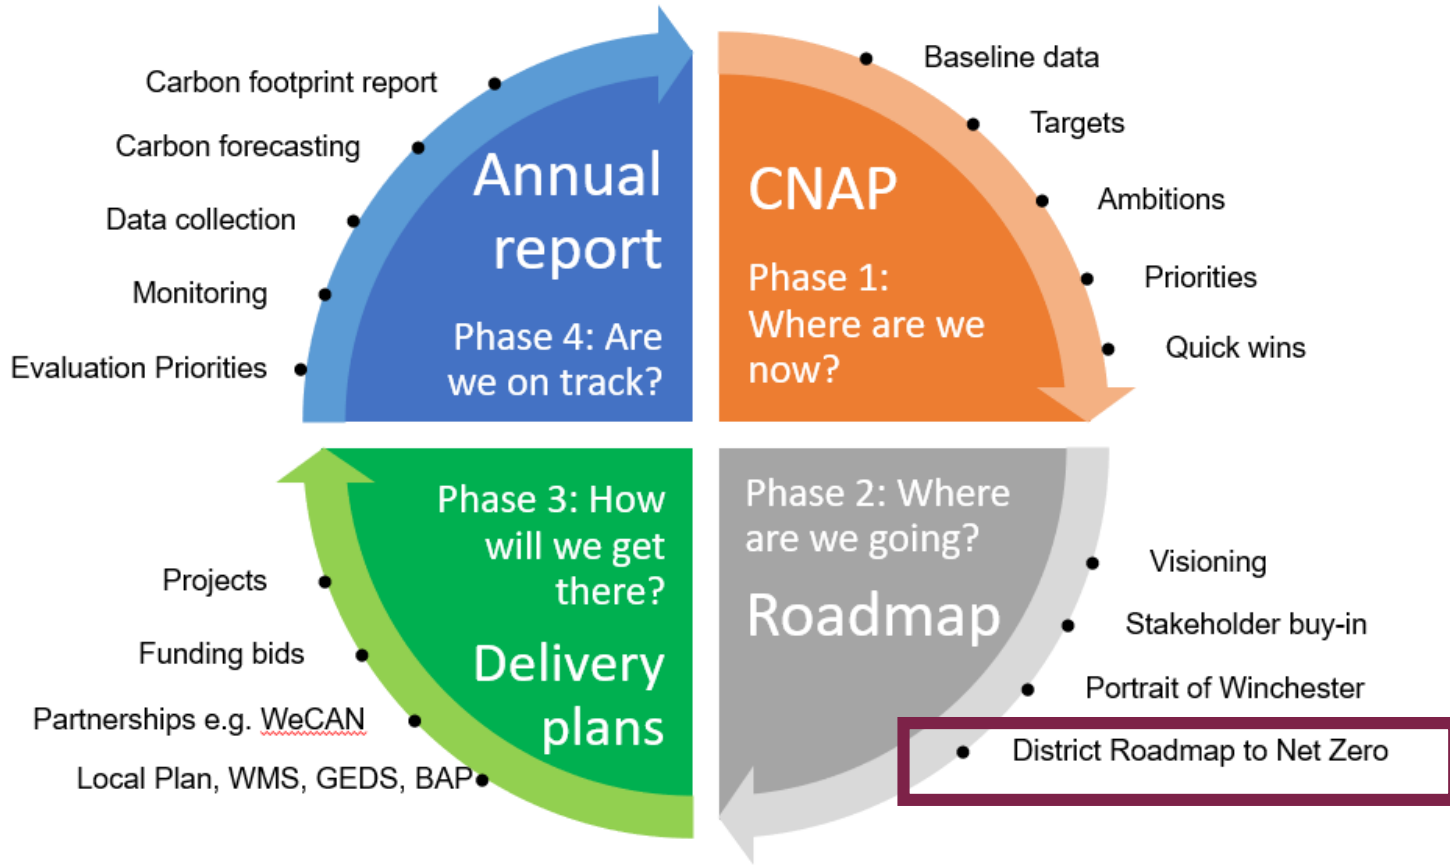 Carbon footprint report
Carbon forecasting
Data collection
Monitoring
Evaluation Priorities
Annual
report
Phase 4: Are
we on track?
CNAP
Phase 1:
Where are we
now?
Baseline data
Targets
Ambitions
Priorities
Quick wins
Phase 2: Where
are we going?
Roadmap
Visioning
Stakeholder buy-in
Portrait of Winchester
District Roadmap to Net Zero
Phase 3: How
will we get
there?
Delivery
plans
Projects
Funding bids
Partnerships e.g. WeCAN
Local Plan, WMS, GEDS, BAP